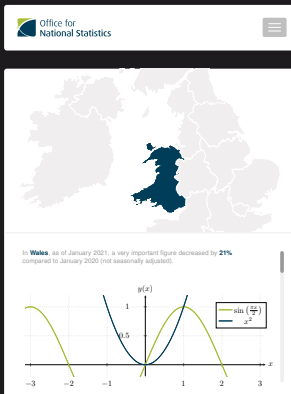 Office for
National Statistics
In Wales, as of January 2021, a very important figure decreased by 21%
compared to January 2020 (not seasonally adjusted).
y(x)
sin (πx/2)
x²
1
0.5
x
−3 −2 −1 1 2 3